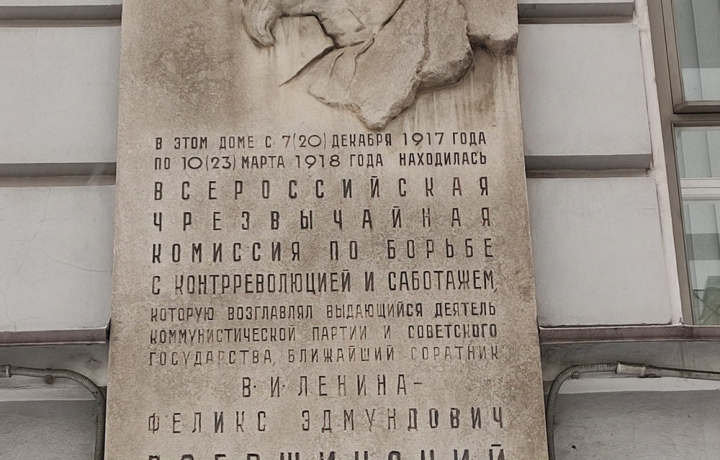 В ЭТОМ ДОМЕ С 7(20) ДЕКАБРЯ 1917 ГОДА
ПО 10(23) МАРТА 1918 ГОДА НАХОДИЛАСЬ
ВСЕРОССИЙСКАЯ
ЧРЕЗВЫЧАЙНАЯ
КОМИССИЯ ПО БОРЬБЕ
С КОНТРРЕВОЛЮЦИЕЙ И САБОТАЖЕМ,
КОТОРУЮ ВОЗГЛАВЛЯЛ ВЫДАЮЩИЙСЯ ДЕЯТЕЛЬ
КОММУНИСТИЧЕСКОЙ ПАРТИИ И СОВЕТСКОГО
ГОСУДАРСТВА, БЛИЖАЙШИЙ СОРАТНИК
В·И·ЛЕНИНА–
ФЕЛИКС ЭДМУНДОВИЧ
ДЗЕРЖИНСКИЙ